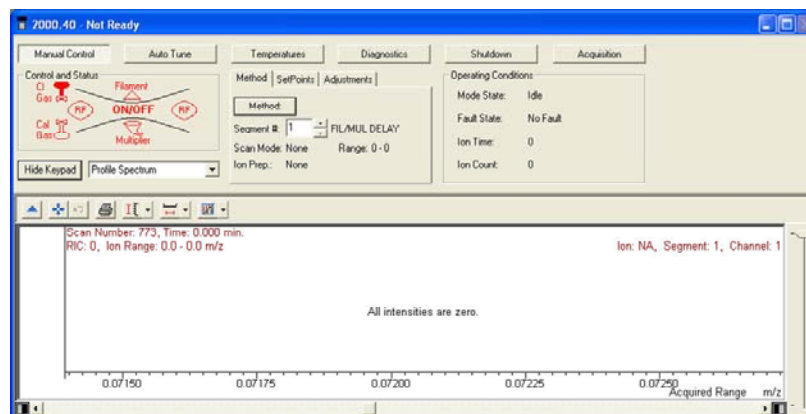 2000.40 - Not Ready
Manual Control Auto Tune Temperatures Diagnostics Shutdown Acquisition
Control and Status
CI Gas
Filament
RF ON/OFF RF
Cal Gas
Multiplier
Hide Keypad Profile Spectrum
Method SetPoints Adjustments
Method:
Segment #: 1 FIL/MUL DELAY
Scan Mode: None Range: 0 - 0
Ion Prep.: None
Operating Conditions
Mode State: Idle
Fault State: No Fault
Ion Time: 0
Ion Count: 0
Scan Number: 773, Time: 0.000 min.
RIC: 0, Ion Range: 0.0 - 0.0 m/z
Ion: NA, Segment: 1, Channel: 1
All intensities are zero.
0.07150 0.07175 0.07200 0.07225 0.07250
Acquired Range m/z